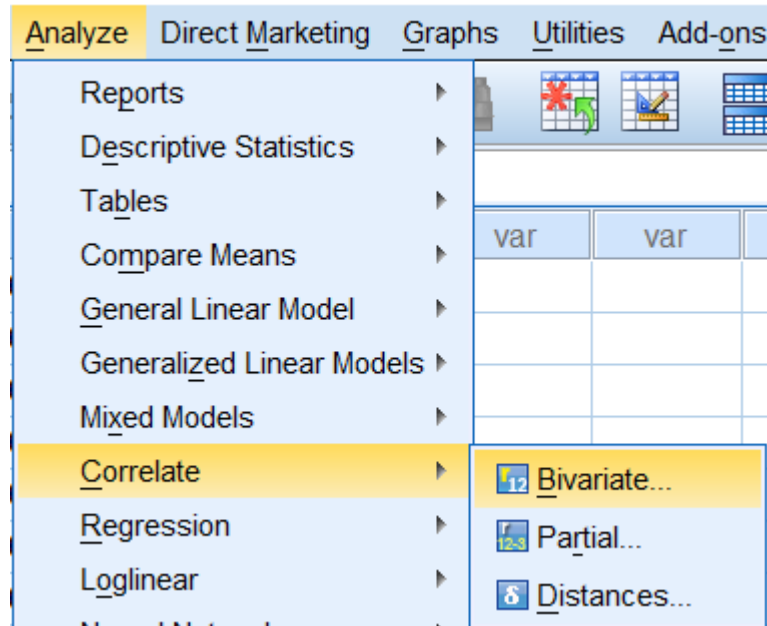 Analyze Direct Marketing Graphs Utilities Add-ons
Reports
Descriptive Statistics
Tables
var var
Compare Means
General Linear Model
Generalized Linear Models
Mixed Models
Correlate
Bivariate...
Regression
Partial...
Loglinear
Distances...